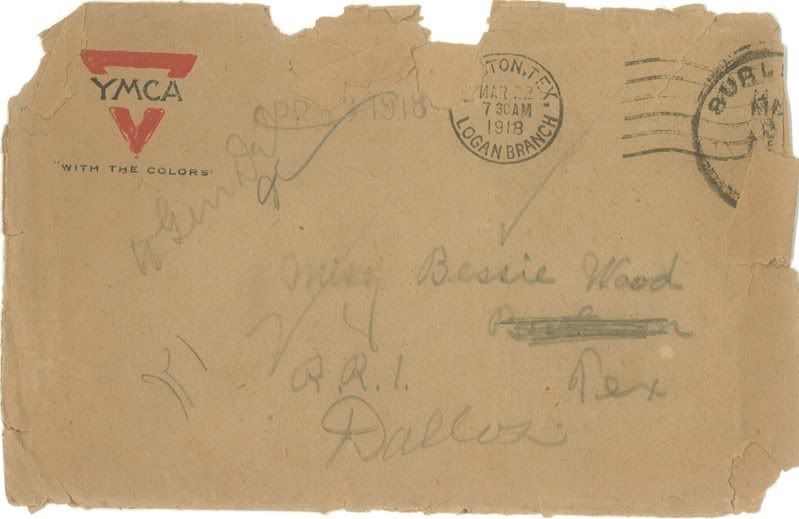 YMCA
"WITH THE COLORS"
TON, TEX.
MAR 22
7 30 AM
1918
LOGAN BRANCH
BURL
1918
Miss Bessie Wood
R.R.1.
Tex
Dallas